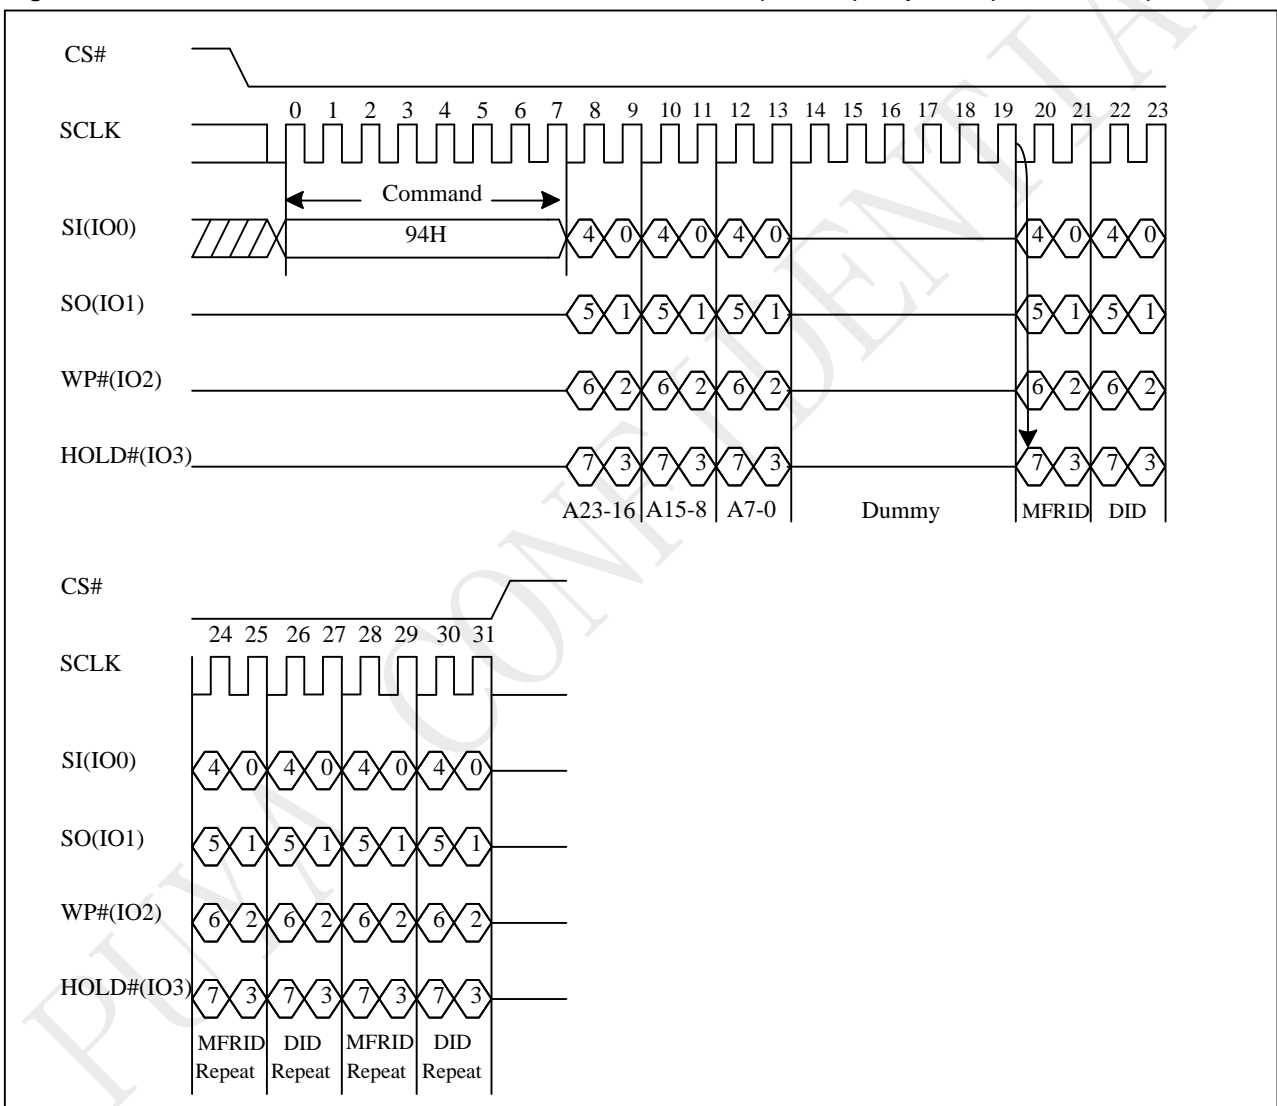 CS#
0 1 2 3 4 5 6 7 8 9 10 11 12 13 14 15 16 17 18 19 20 21 22 23
SCLK
Command
SI(IO0) 94H 4 0 4 0 4 0 4 0 4 0
SO(IO1) 5 1 5 1 5 1 5 1 5 1
WP#(IO2) 6 2 6 2 6 2 6 2 6 2
HOLD#(IO3) 7 3 7 3 7 3 7 3 7 3
A23-16 A15-8 A7-0 Dummy MFRID DID
CS#
24 25 26 27 28 29 30 31
SCLK
SI(IO0) 4 0 4 0 4 0 4 0
SO(IO1) 5 1 5 1 5 1 5 1
WP#(IO2) 6 2 6 2 6 2 6 2
HOLD#(IO3) 7 3 7 3 7 3 7 3
MFRID DID MFRID DID
Repeat Repeat Repeat Repeat
PUYA CONFIDENTIAL